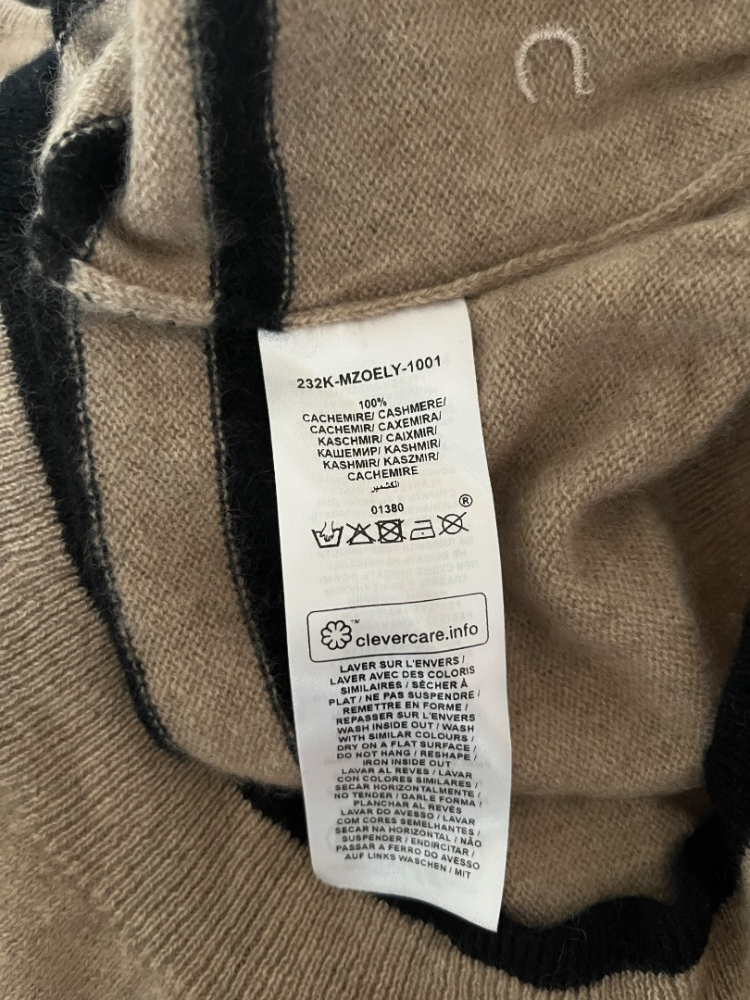 232K-MZOELY-1001
100%
CACHEMIRE/ CASHMERE/
CACHEMIR/ CAXEMIRA/
KASCHMIR/ CAIXMIR/
КАШЕМИР/ KASHMIR/
KASHMIR/ KASZMIR/
CACHEMIRE
الكشمير
01380
®
™
clevercare.info
LAVER SUR L'ENVERS /
LAVER AVEC DES COLORIS
SIMILAIRES / SÉCHER À
PLAT / NE PAS SUSPENDRE /
REMETTRE EN FORME /
REPASSER SUR L'ENVERS
WASH INSIDE OUT / WASH
WITH SIMILAR COLOURS /
DRY ON A FLAT SURFACE /
DO NOT HANG / RESHAPE /
IRON INSIDE OUT
LAVAR AL REVES / LAVAR
CON COLORES SIMILARES /
SECAR HORIZONTALMENTE /
NO TENDER / DARLE FORMA /
PLANCHAR AL REVÉS
LAVAR DO AVESSO / LAVAR
COM CORES SEMELHANTES /
SECAR NA HORIZONTAL / NÃO
SUSPENDER / ENDIRCITAR /
PASSAR A FERRO DO AVESSO
AUF LINKS WASCHEN / MIT